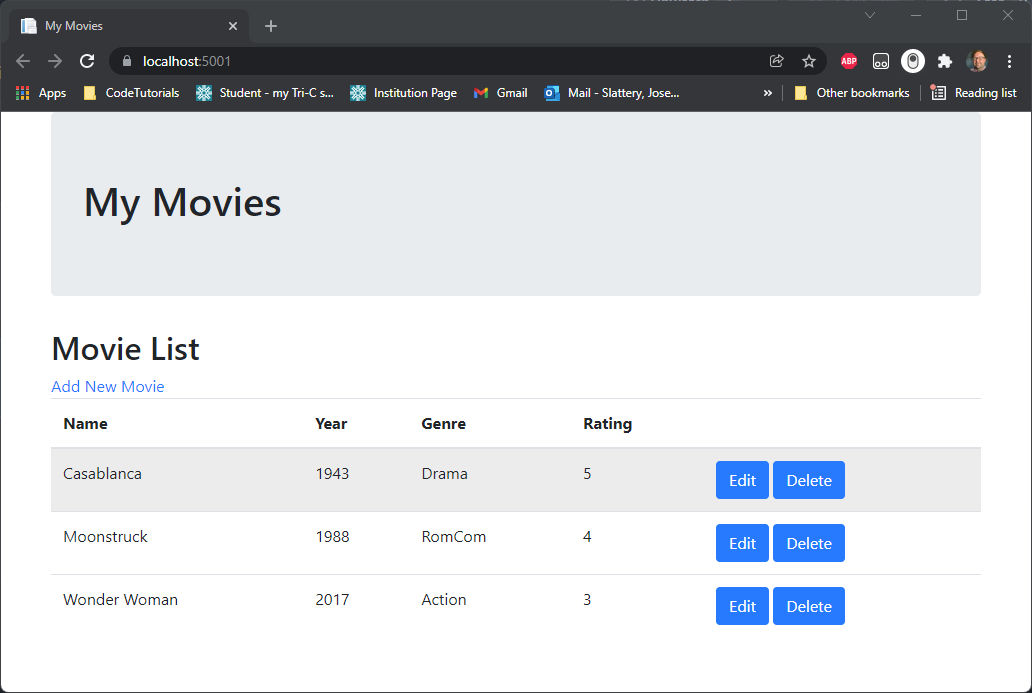 My Movies
localhost:5001
ABP
Apps CodeTutorials Student - my Tri-C s... Institution Page Gmail Mail - Slattery, Jose... » Other bookmarks Reading list
My Movies
Movie List
Add New Movie
Name Year Genre Rating
Casablanca 1943 Drama 5 Edit Delete
Moonstruck 1988 RomCom 4 Edit Delete
Wonder Woman 2017 Action 3 Edit Delete